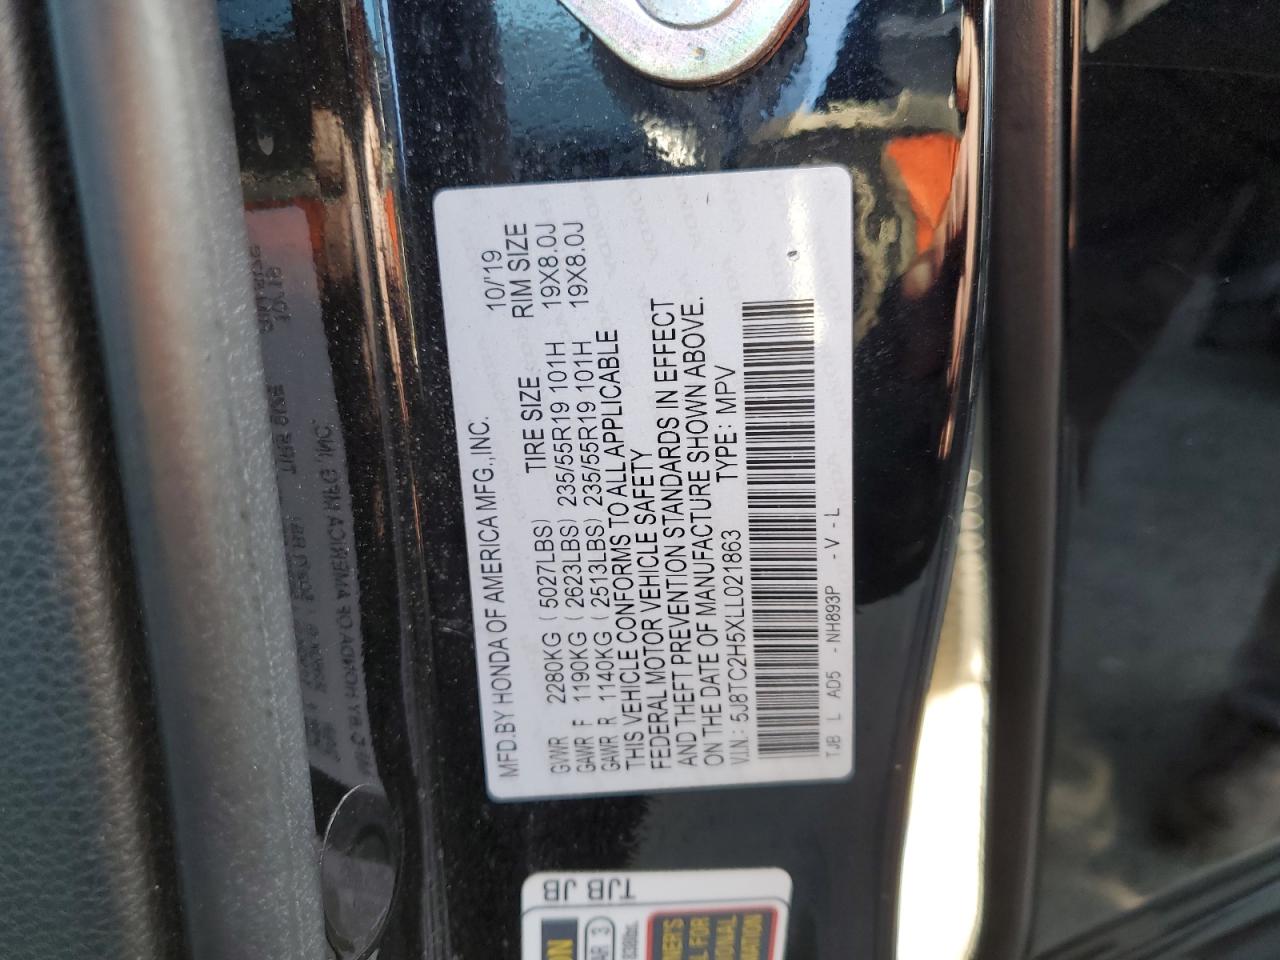 MFD.BY HONDA OF AMERICA MFG.,INC. 10/'19
TIRE SIZE RIM SIZE
GVWR 2280KG ( 5027LBS)
GAWR F 1190KG ( 2623LBS) 235/55R19 101H 19X8.0J
GAWR R 1140KG ( 2513LBS) 235/55R19 101H 19X8.0J
THIS VEHICLE CONFORMS TO ALL APPLICABLE
FEDERAL MOTOR VEHICLE SAFETY
AND THEFT PREVENTION STANDARDS IN EFFECT
ON THE DATE OF MANUFACTURE SHOWN ABOVE.
V.I.N.: 5J8TC2H5XLL021863 TYPE: MPV
TJB L AD5 -NH893P -V-L
TJB JB